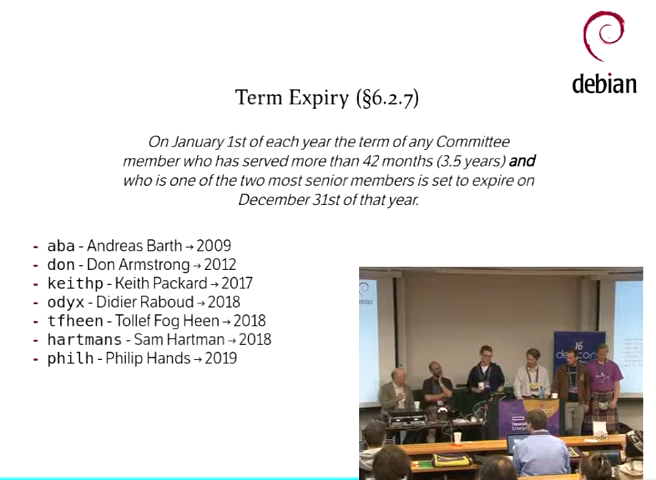 debian
Term Expiry (§6.2.7)
On January 1st of each year the term of any Committee
member who has served more than 42 months (3.5 years) and
who is one of the two most senior members is set to expire on
December 31st of that year.
- aba - Andreas Barth → 2009
- don - Don Armstrong → 2012
- keithp - Keith Packard → 2017
- odyx - Didier Raboud → 2018
- tfheen - Tollef Fog Heen → 2018
- hartmans - Sam Hartman → 2018
- philh - Philip Hands → 2019
16